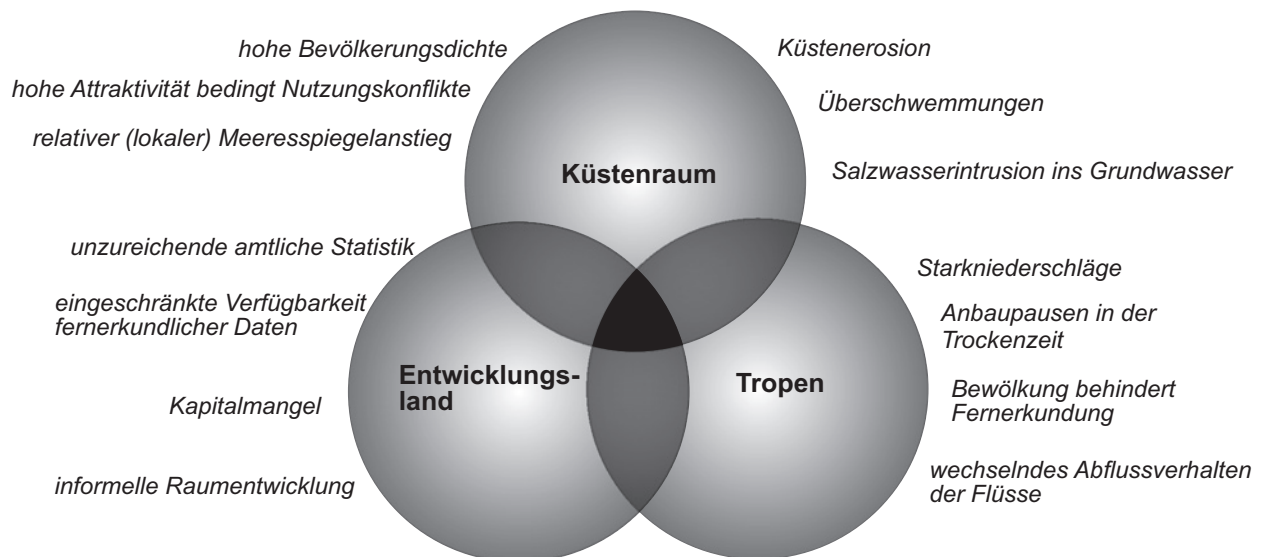 hohe Bevölkerungsdichte
hohe Attraktivität bedingt Nutzungskonflikte
relativer (lokaler) Meeresspiegelanstieg
Küstenerosion
Überschwemmungen
Salzwasserintrusion ins Grundwasser
Küstenraum
unzureichende amtliche Statistik
eingeschränkte Verfügbarkeit
fernerkundlicher Daten
Kapitalmangel
informelle Raumentwicklung
Entwicklungs-
land
Tropen
Starkniederschläge
Anbaupausen in der
Trockenzeit
Bewölkung behindert
Fernerkundung
wechselndes Abflussverhalten
der Flüsse